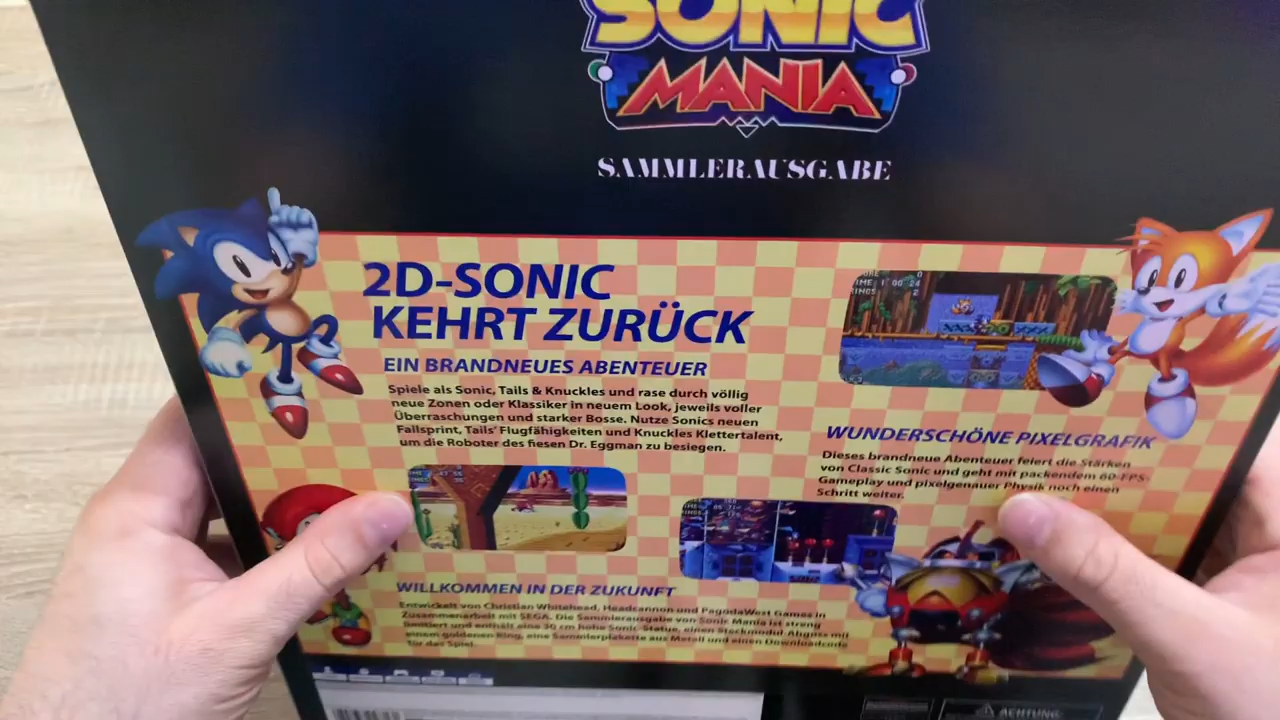 SONIC
MANIA
SAMMLERAUSGABE
2D-SONIC
KEHRT ZURÜCK
EIN BRANDNEUES ABENTEUER
Spiele als Sonic, Tails & Knuckles und rase durch völlig
neue Zonen oder Klassiker in neuem Look, jeweils voller
Überraschungen und starker Bosse. Nutze Sonics neuen
Fallsprint, Tails' Flugfähigkeiten und Knuckles Klettertalent,
um die Roboter des fiesen Dr. Eggman zu besiegen.
WUNDERSCHÖNE PIXELGRAFIK
Dieses brandneue Abenteuer feiert die Stärken
von Classic Sonic und geht mit packendem 60-FPS-
Gameplay und pixelgenauer Physik noch einen
Schritt weiter.
WILLKOMMEN IN DER ZUKUNFT
Entwickelt von Christian Whitehead, Headcannon und PagodaWest Games in
Zusammenarbeit mit SEGA. Die Sammlerausgabe von Sonic Mania ist streng
limitiert und enthält eine 30 cm hohe Sonic-Statue, einen Steckmodul-Abguss mit
einem goldenen Ring, eine Sammlerplakette aus Metall und einen Downloadcode
für das Spiel.
ACHTUNG: